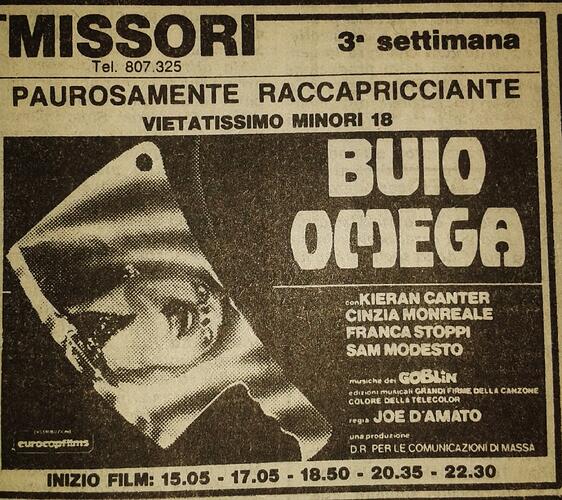 MISSORI
3ª settimana
Tel. 807.325
PAUROSAMENTE RACCAPRICCIANTE
VIETATISSIMO MINORI 18
BUIO
OMEGA
con KIERAN CANTER
CINZIA MONREALE
FRANCA STOPPI
SAM MODESTO
musiche dei GOBLIN
edizioni musicali GRANDI FIRME DELLA CANZONE
COLORE DELLA TELECOLOR
regia JOE D'AMATO
una produzione
D.R. PER LE COMUNICAZIONI DI MASSA
DISTRIBUZIONE
eurocopfilms
INIZIO FILM: 15.05 - 17.05 - 18.50 - 20.35 - 22.30